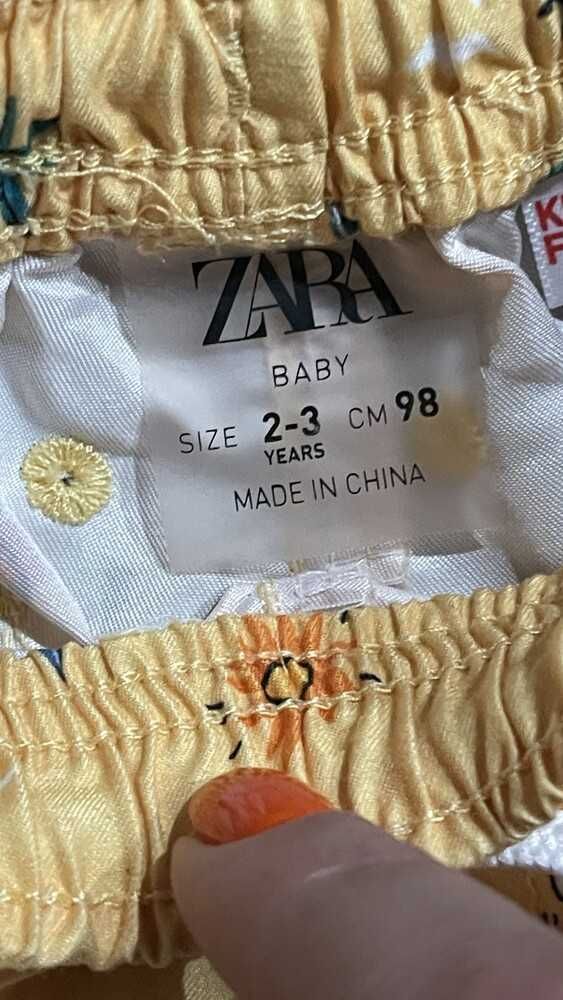 ZARA
BABY
SIZE 2-3 CM 98
YEARS
MADE IN CHINA